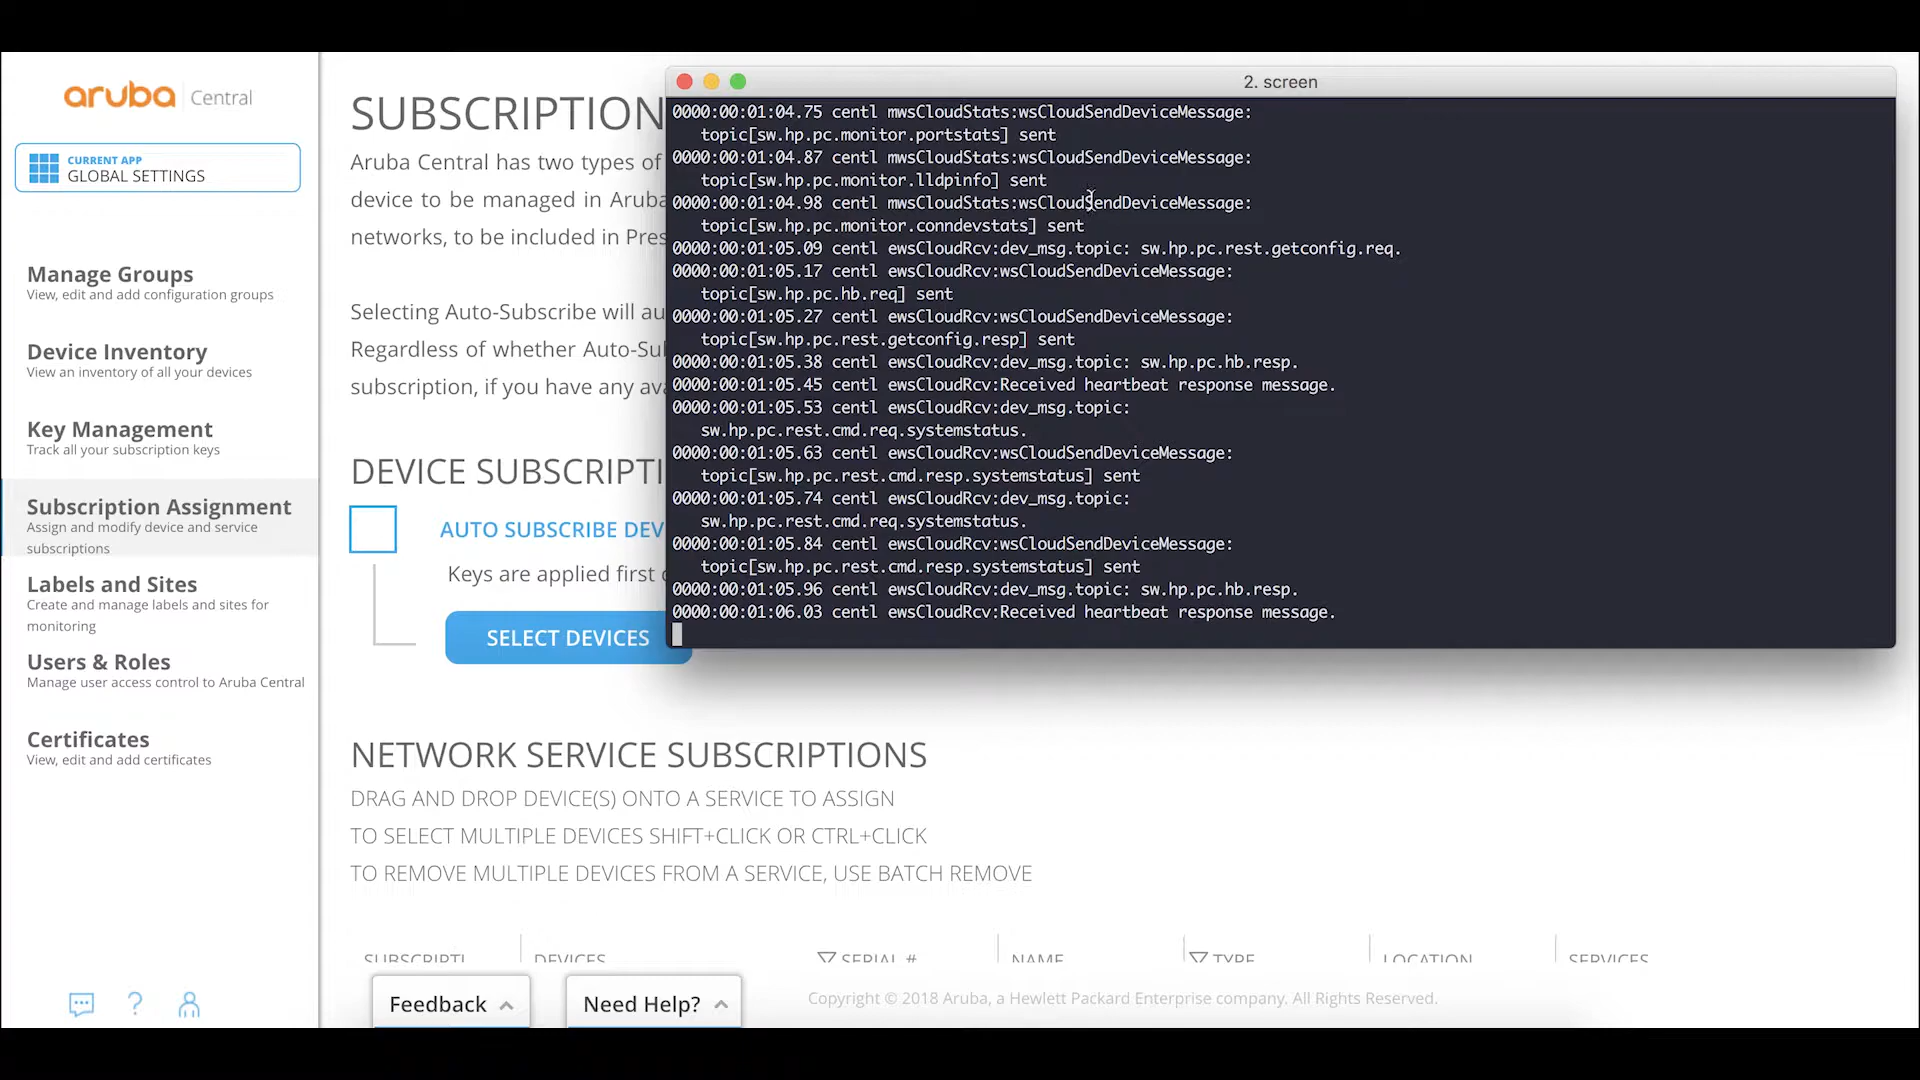 aruba Central
CURRENT APP
GLOBAL SETTINGS
Manage Groups
View, edit and add configuration groups
Device Inventory
View an inventory of all your devices
Key Management
Track all your subscription keys
Subscription Assignment
Assign and modify device and service
subscriptions
Labels and Sites
Create and manage labels and sites for
monitoring
Users & Roles
Manage user access control to Aruba Central
Certificates
View, edit and add certificates
SUBSCRIPTION
Aruba Central has two types of
device to be managed in Aruba
networks, to be included in Pres
Selecting Auto-Subscribe will au
Regardless of whether Auto-Su
subscription, if you have any ava
DEVICE SUBSCRIPTI
AUTO SUBSCRIBE DEV
Keys are applied first
SELECT DEVICES
2. screen
0000:00:01:04.75 centl mwsCloudStats:wsCloudSendDeviceMessage:
topic[sw.hp.pc.monitor.portstats] sent
0000:00:01:04.87 centl mwsCloudStats:wsCloudSendDeviceMessage:
topic[sw.hp.pc.monitor.lldpinfo] sent
0000:00:01:04.98 centl mwsCloudStats:wsCloudSendDeviceMessage:
topic[sw.hp.pc.monitor.conndevstats] sent
0000:00:01:05.09 centl ewsCloudRcv:dev_msg.topic: sw.hp.pc.rest.getconfig.req.
0000:00:01:05.17 centl ewsCloudRcv:wsCloudSendDeviceMessage:
topic[sw.hp.pc.hb.req] sent
0000:00:01:05.27 centl ewsCloudRcv:wsCloudSendDeviceMessage:
topic[sw.hp.pc.rest.getconfig.resp] sent
0000:00:01:05.38 centl ewsCloudRcv:dev_msg.topic: sw.hp.pc.hb.resp.
0000:00:01:05.45 centl ewsCloudRcv:Received heartbeat response message.
0000:00:01:05.53 centl ewsCloudRcv:dev_msg.topic:
sw.hp.pc.rest.cmd.req.systemstatus.
0000:00:01:05.63 centl ewsCloudRcv:wsCloudSendDeviceMessage:
topic[sw.hp.pc.rest.cmd.resp.systemstatus] sent
0000:00:01:05.74 centl ewsCloudRcv:dev_msg.topic:
sw.hp.pc.rest.cmd.req.systemstatus.
0000:00:01:05.84 centl ewsCloudRcv:wsCloudSendDeviceMessage:
topic[sw.hp.pc.rest.cmd.resp.systemstatus] sent
0000:00:01:05.96 centl ewsCloudRcv:dev_msg.topic: sw.hp.pc.hb.resp.
0000:00:01:06.03 centl ewsCloudRcv:Received heartbeat response message.
NETWORK SERVICE SUBSCRIPTIONS
DRAG AND DROP DEVICE(S) ONTO A SERVICE TO ASSIGN
TO SELECT MULTIPLE DEVICES SHIFT+CLICK OR CTRL+CLICK
TO REMOVE MULTIPLE DEVICES FROM A SERVICE, USE BATCH REMOVE
SUBSCRIPTI DEVICES SERIAL # NAME TYPE LOCATION SERVICES
Feedback
Need Help?
Copyright © 2018 Aruba, a Hewlett Packard Enterprise company. All Rights Reserved.